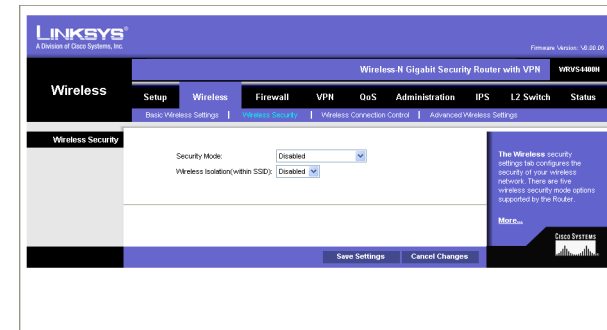 LINKSYS®
A Division of Cisco Systems, Inc.
Firmware Version: V0.00.06
Wireless-N Gigabit Security Router with VPN WRVS4400N
Wireless
Setup Wireless Firewall VPN QoS Administration IPS L2 Switch Status
Basic Wireless Settings | Wireless Security | Wireless Connection Control | Advanced Wireless Settings
Wireless Security
Security Mode: Disabled
Wireless Isolation(within SSID): Disabled
The Wireless security
settings tab configures the
security of your wireless
network. There are
five wireless security mode options
supported by the Router.
More...
CISCO SYSTEMS
Save Settings Cancel Changes